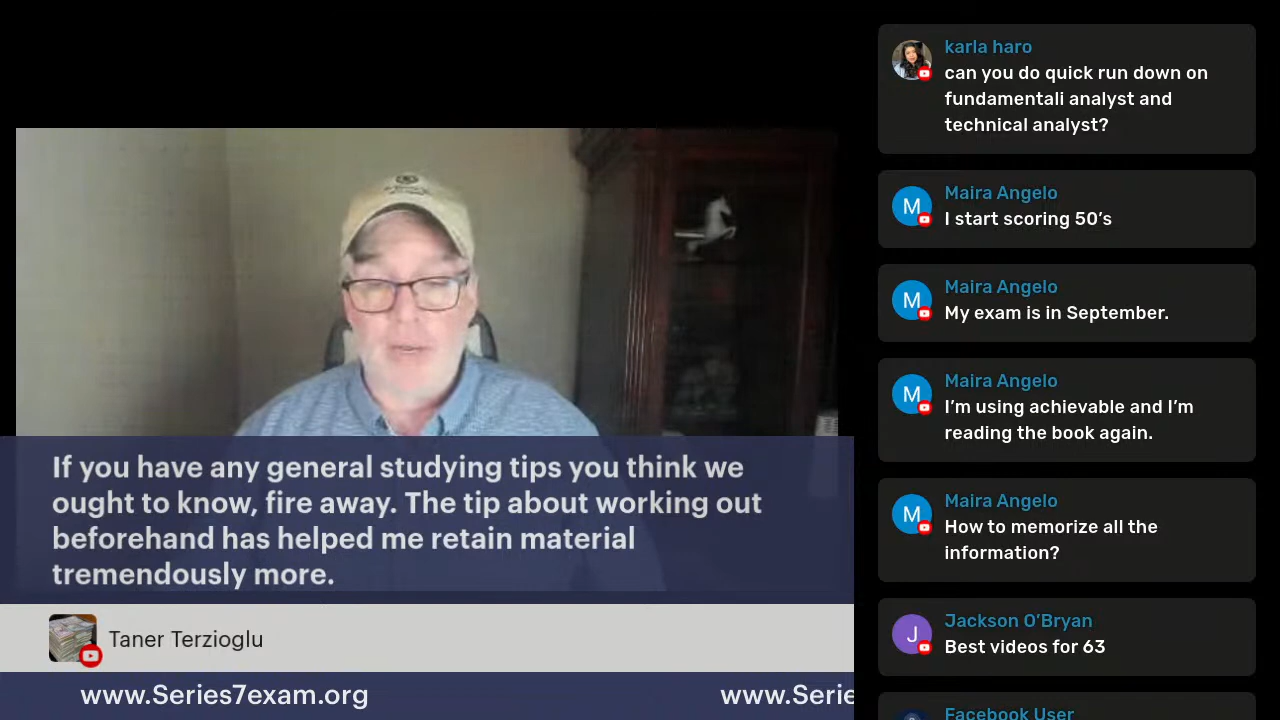 karla haro
can you do quick run down on
fundamentali analyst and
technical analyst?
M
Maira Angelo
I start scoring 50’s
M
Maira Angelo
My exam is in September.
M
Maira Angelo
I’m using achievable and I’m
reading the book again.
M
Maira Angelo
How to memorize all the
information?
J
Jackson O’Bryan
Best videos for 63
Facebook User
If you have any general studying tips you think we
ought to know, fire away. The tip about working out
beforehand has helped me retain material
tremendously more.
Taner Terzioglu
www.Series7exam.org
www.Serie